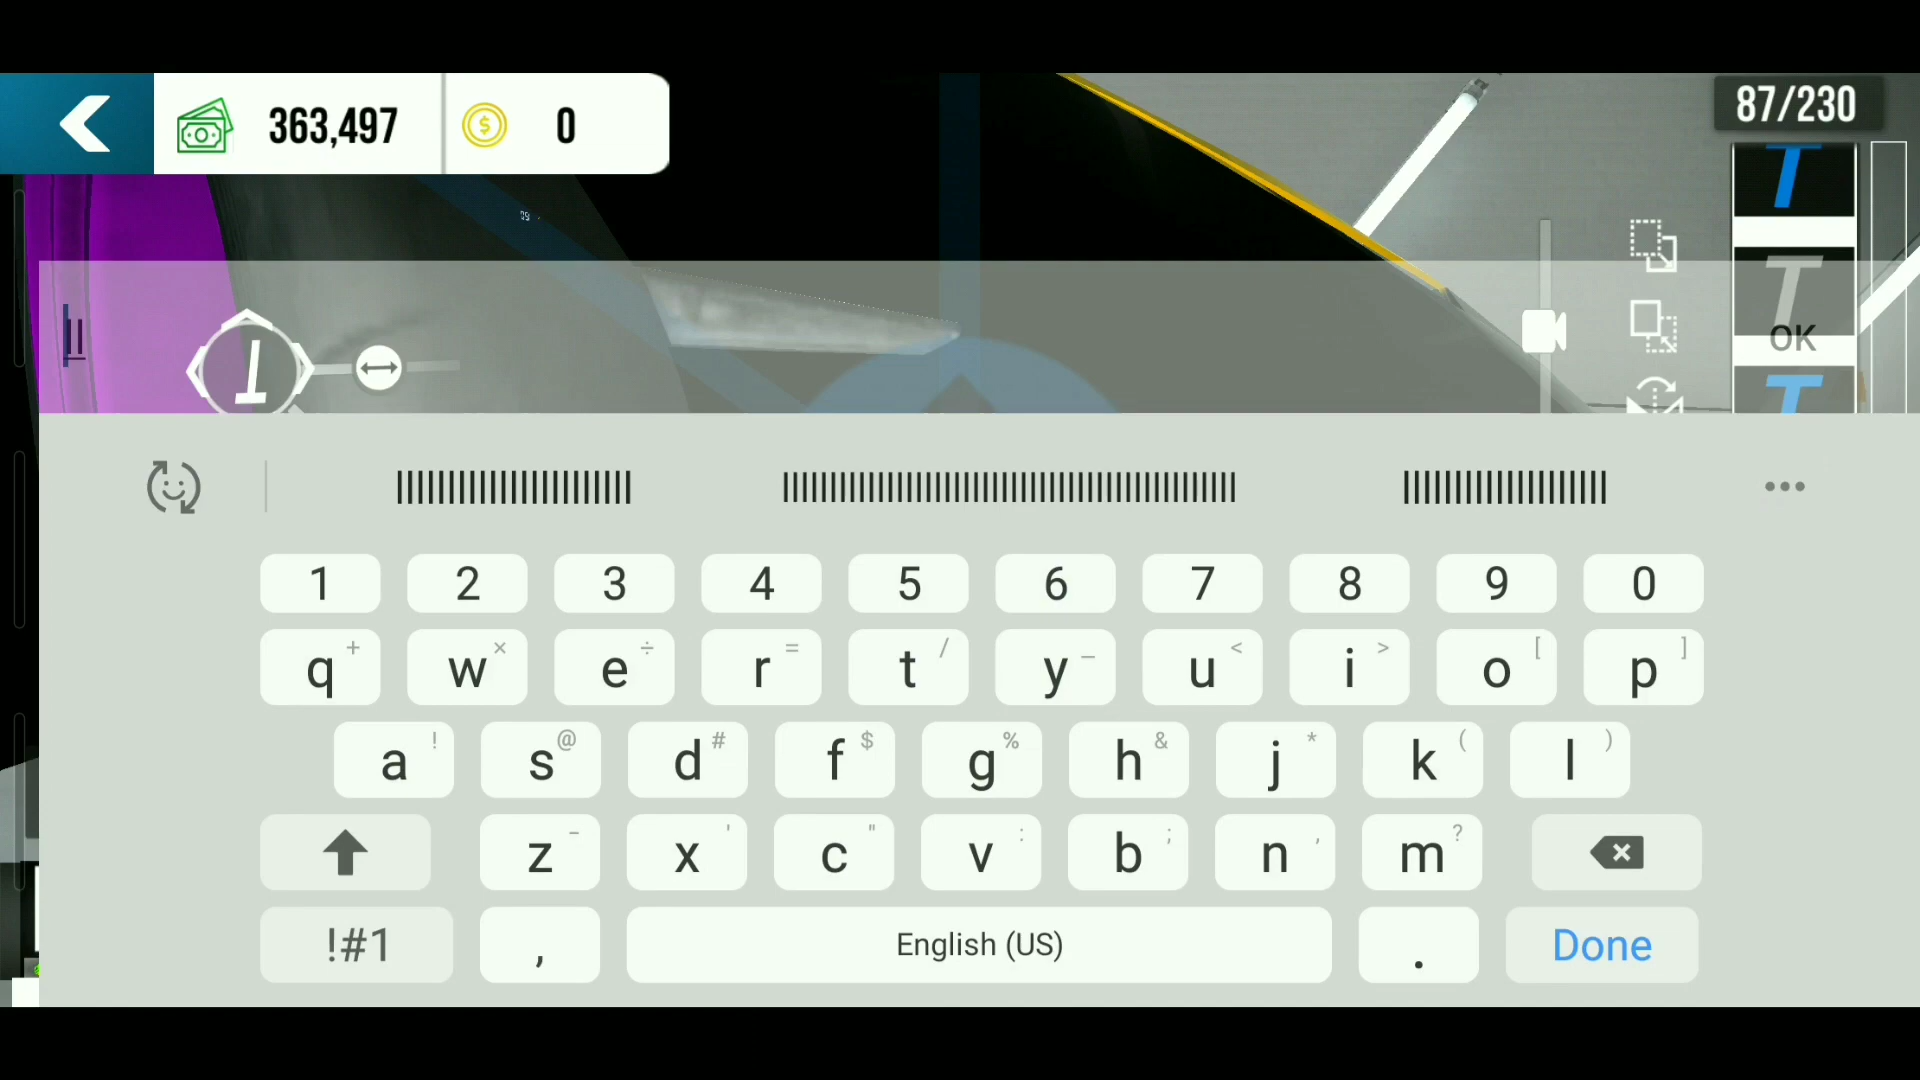 363,497 0
87/230
T
T
||
OK
T
1 2 3 4 5 6 7 8 9 0
q + w × e ÷ r = t / y _ u < i > o [ p ]
a ! s @ d # f $ g % h & j * k ( l )
z - x ' c " v : b ; n , m ?
!#1 , English (US) . Done